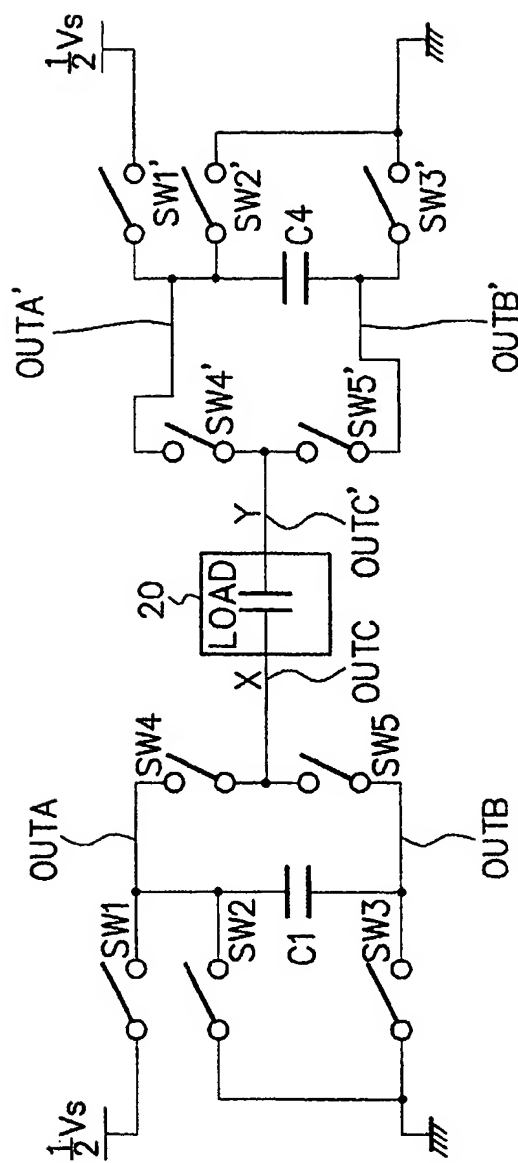 ½Vs
SW1
SW2
SW3
C1
OUTA
OUTB
SW4
SW5
X
OUTC
20
LOAD
Y
OUTC'
SW4'
SW5'
OUTA'
OUTB'
C4
SW1'
SW2'
SW3'
½Vs